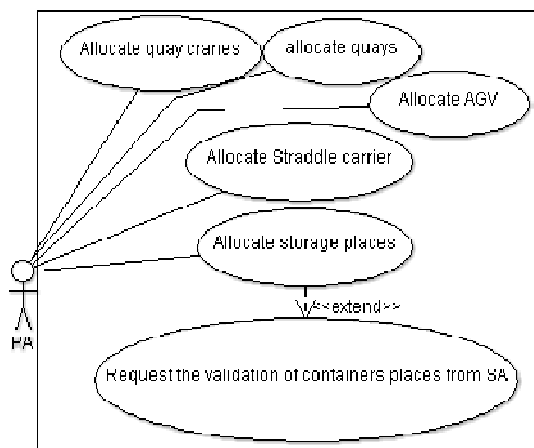 Allocate quay cranes
allocate quays
Allocate AGV
Allocate Straddle carrier
Allocate storage places
<<extend>>
RA
Request the validation of containers places from SA